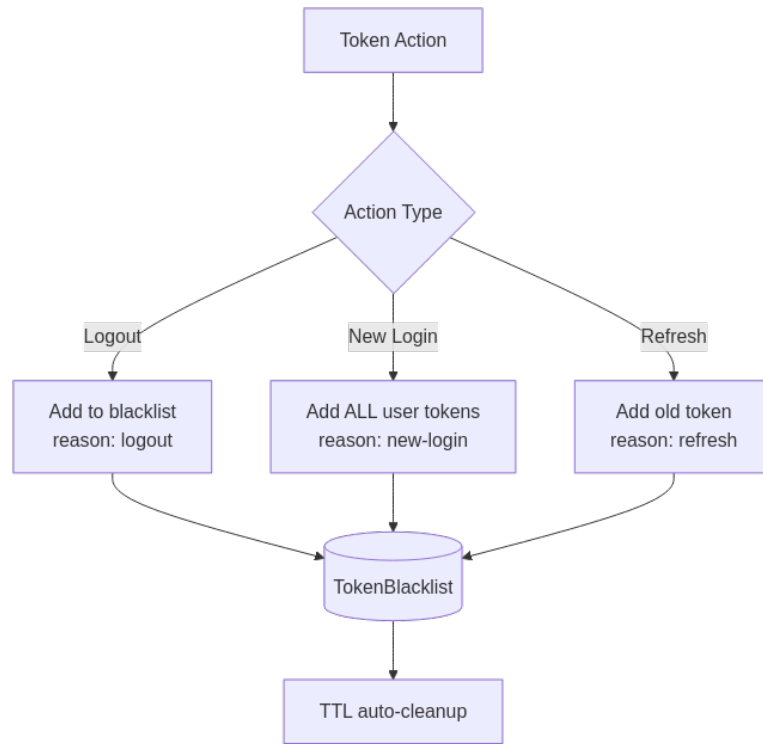 Token Action
Action Type
Logout
New Login
Refresh
Add to blacklist
reason: logout
Add ALL user tokens
reason: new-login
Add old token
reason: refresh
TokenBlacklist
TTL auto-cleanup